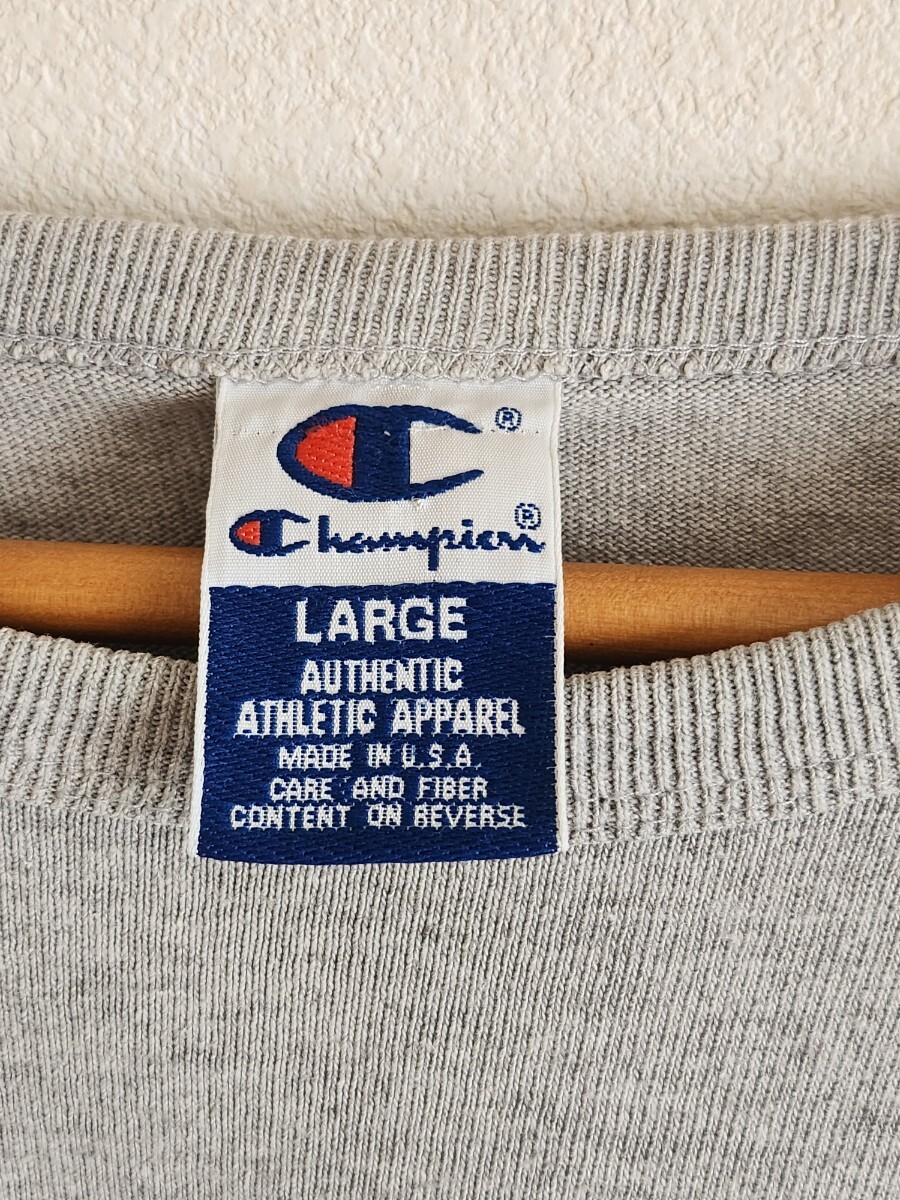 ®
Champion®
LARGE
AUTHENTIC
ATHLETIC APPAREL
MADE IN U.S.A.
CARE AND FIBER
CONTENT ON REVERSE